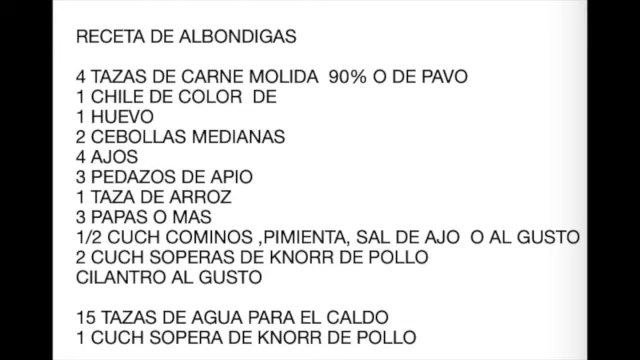 RECETA DE ALBONDIGAS
4 TAZAS DE CARNE MOLIDA 90% O DE PAVO
1 CHILE DE COLOR DE
1 HUEVO
2 CEBOLLAS MEDIANAS
4 AJOS
3 PEDAZOS DE APIO
1 TAZA DE ARROZ
3 PAPAS O MAS
1/2 CUCH COMINOS ,PIMIENTA, SAL DE AJO O AL GUSTO
2 CUCH SOPERAS DE KNORR DE POLLO
CILANTRO AL GUSTO
15 TAZAS DE AGUA PARA EL CALDO
1 CUCH SOPERA DE KNORR DE POLLO